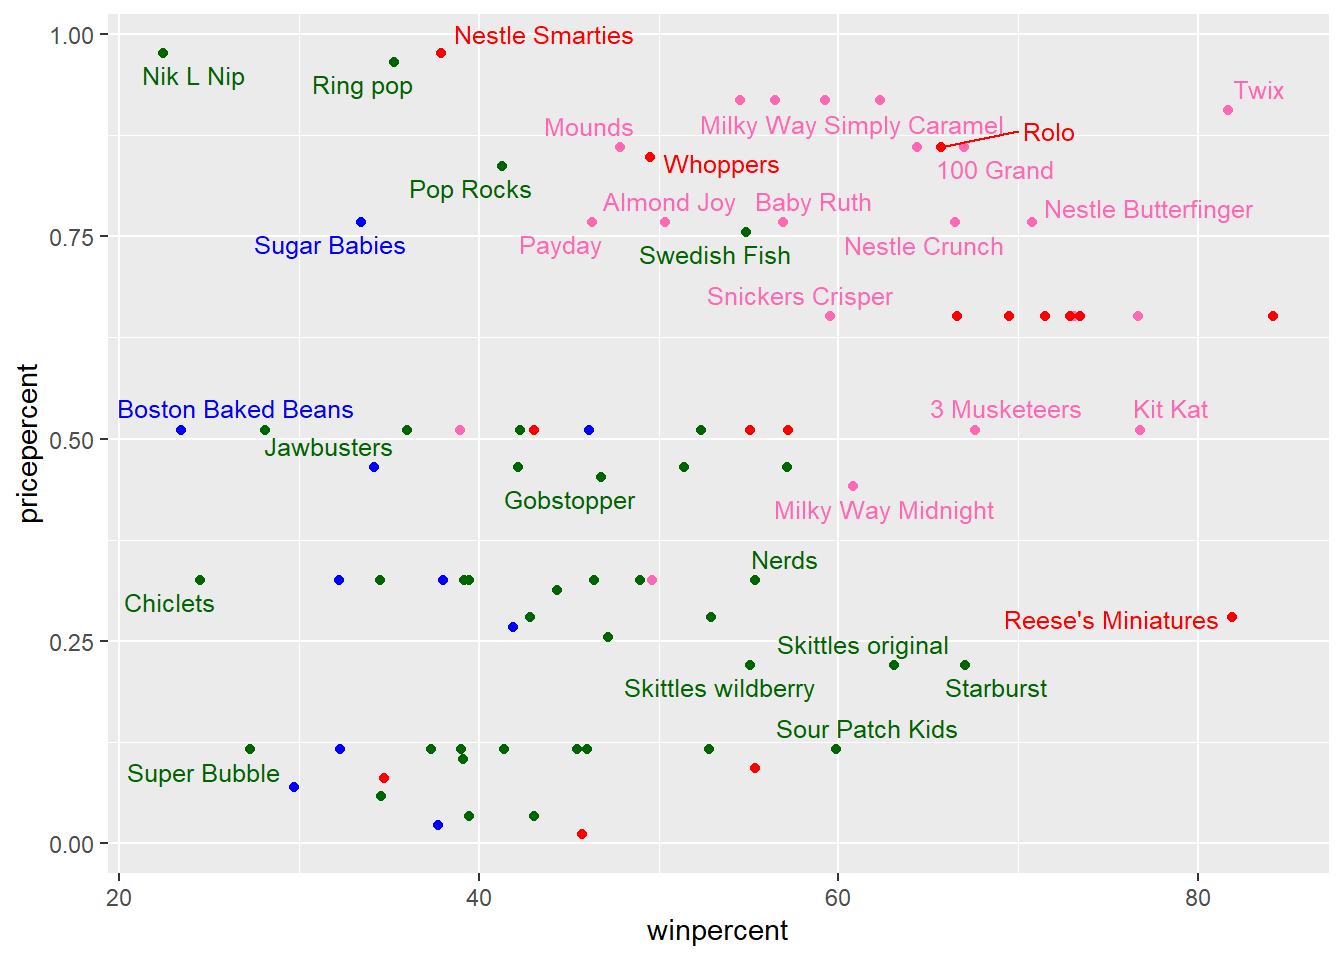 1.00
Nestle Smarties
Nik L Nip
Ring pop
Twix
Mounds
Milky Way Simply Caramel
Rolo
Whoppers
100 Grand
Pop Rocks
Almond Joy
Baby Ruth
Nestle Butterfinger
0.75
Sugar Babies
Payday
Swedish Fish
Nestle Crunch
Snickers Crisper
pricepercent
Boston Baked Beans
3 Musketeers
Kit Kat
0.50
Jawbusters
Gobstopper
Milky Way Midnight
Nerds
Chiclets
Reese's Miniatures
0.25
Skittles original
Skittles wildberry
Starburst
Sour Patch Kids
Super Bubble
0.00
20
40
60
80
winpercent